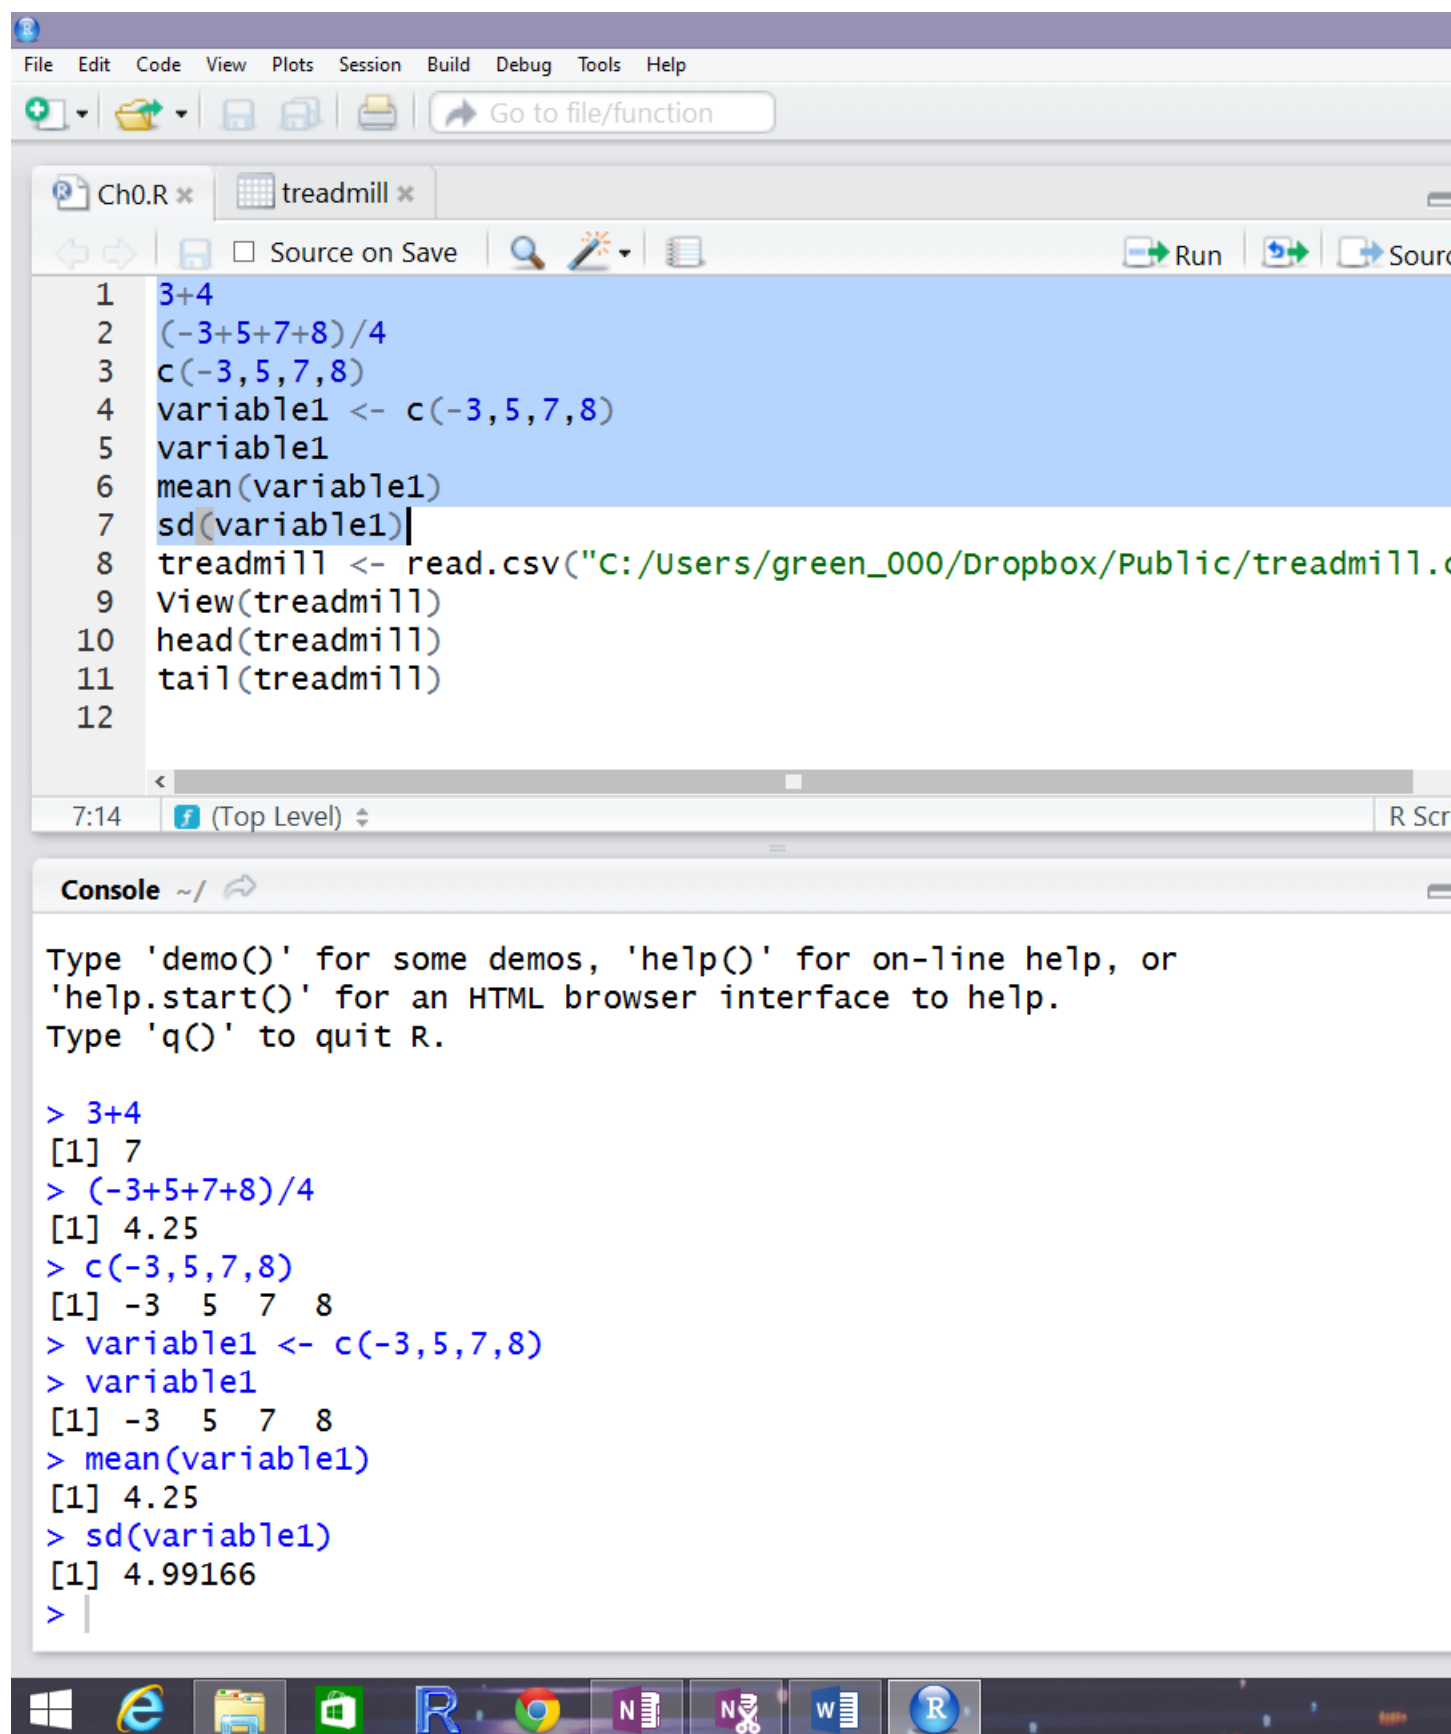 File Edit Code View Plots Session Build Debug Tools Help
Go to file/function
Ch0.R treadmill
Source on Save Run Sourc
1 3+4
2 (-3+5+7+8)/4
3 c(-3,5,7,8)
4 variable1 <- c(-3,5,7,8)
5 variable1
6 mean(variable1)
7 sd(variable1)
8 treadmill <- read.csv("C:/Users/green_000/Dropbox/Public/treadmill.c
9 View(treadmill)
10 head(treadmill)
11 tail(treadmill)
12
7:14 (Top Level) R Scr
Console ~/
Type 'demo()' for some demos, 'help()' for on-line help, or
'help.start()' for an HTML browser interface to help.
Type 'q()' to quit R.
> 3+4
[1] 7
> (-3+5+7+8)/4
[1] 4.25
> c(-3,5,7,8)
[1] -3  5  7  8
> variable1 <- c(-3,5,7,8)
> variable1
[1] -3  5  7  8
> mean(variable1)
[1] 4.25
> sd(variable1)
[1] 4.99166
>